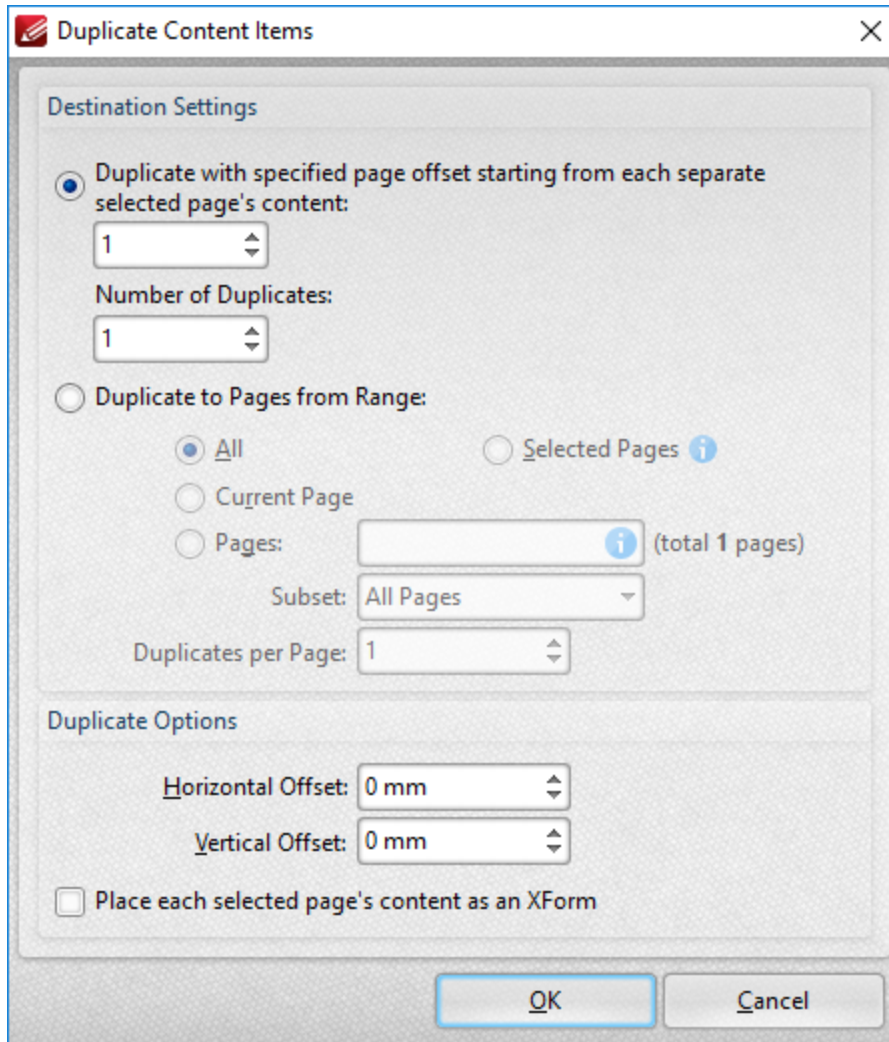 Duplicate Content Items
Destination Settings
Duplicate with specified page offset starting from each separate
selected page's content:
1
Number of Duplicates:
1
Duplicate to Pages from Range:
All
Selected Pages
Current Page
Pages:
(total 1 pages)
Subset: All Pages
Duplicates per Page: 1
Duplicate Options
Horizontal Offset: 0 mm
Vertical Offset: 0 mm
Place each selected page's content as an XForm
OK
Cancel